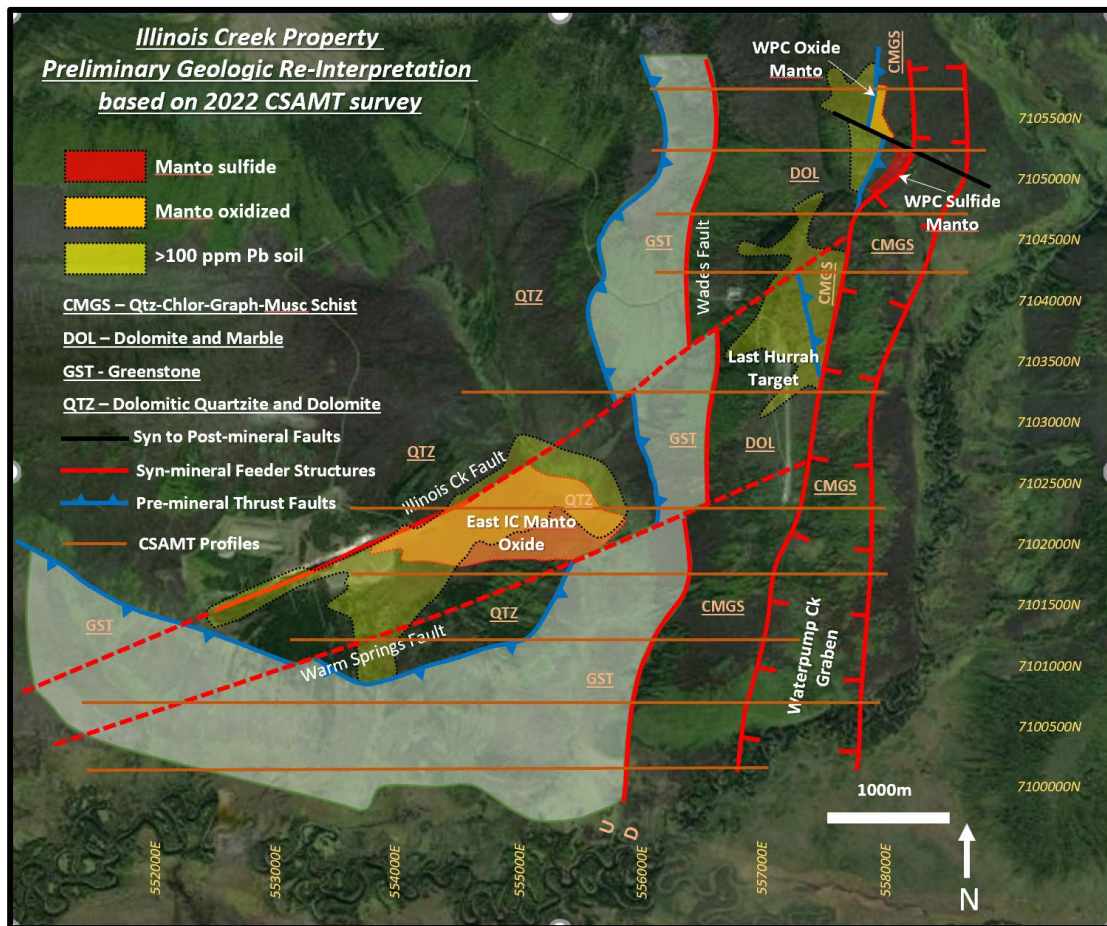 Illinois Creek Property
Preliminary Geologic Re-Interpretation
based on 2022 CSAMT survey
Manto sulfide
Manto oxidized
>100 ppm Pb soil
CMGS – Qtz-Chlor-Graph-Musc Schist
DOL – Dolomite and Marble
GST - Greenstone
QTZ – Dolomitic Quartzite and Dolomite
Syn to Post-mineral Faults
Syn-mineral Feeder Structures
Pre-mineral Thrust Faults
CSAMT Profiles
WPC Oxide
Manto
CMGS
7105500N
DOL
7105000N
WPC Sulfide
Manto
GST
Wades Fault
CMGS
7104500N
QTZ
CMGS
7104000N
Last Hurrah
Target
7103500N
GST
DOL
7103000N
QTZ
Illinois Ck Fault
QTZ
CMGS
7102500N
East IC Manto
Oxide
7102000N
GST
QTZ
CMGS
7101500N
Warm Springs Fault
Waterpump Ck
Graben
7101000N
GST
7100500N
7100000N
1000m
U
D
552000E
553000E
554000E
555000E
556000E
557000E
558000E
N